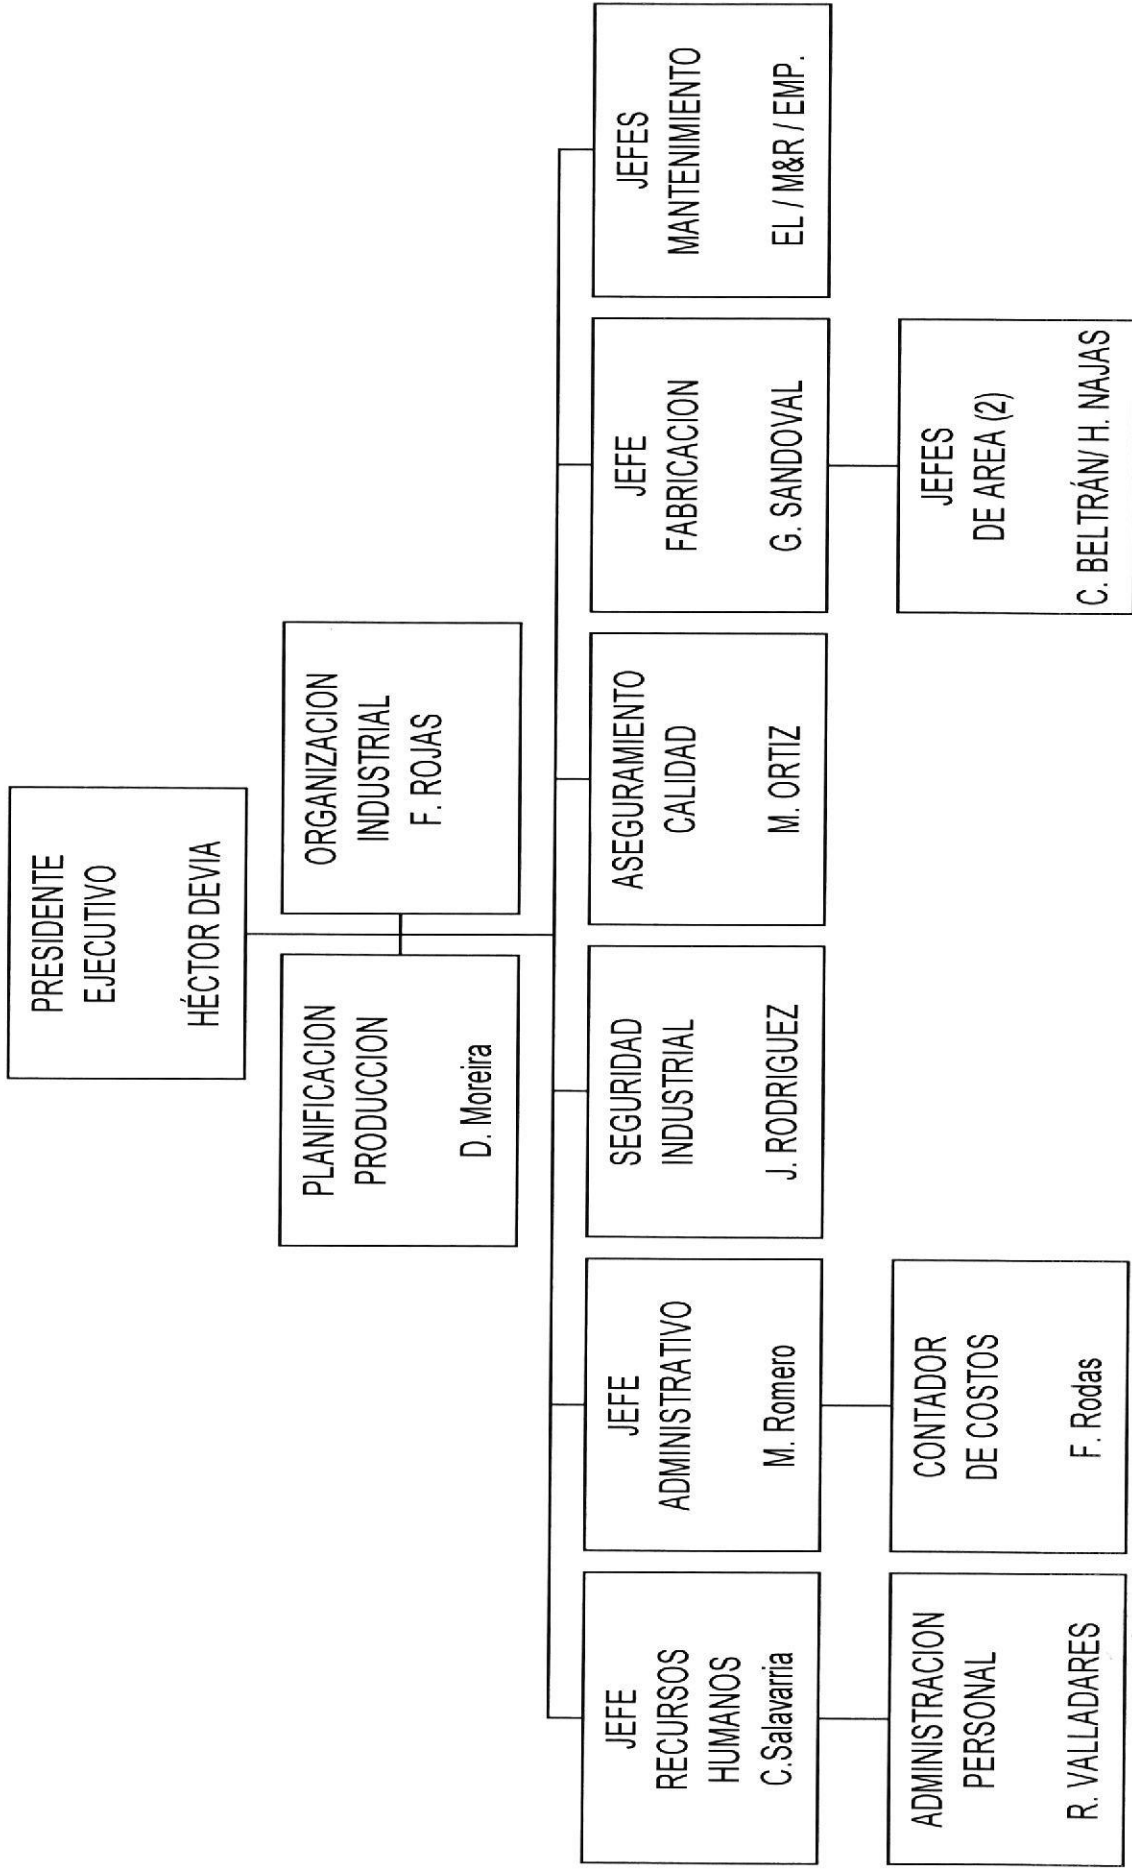 PRESIDENTE
EJECUTIVO
HÉCTOR DEVIA
PLANIFICACION
PRODUCCION
D. Moreira
ORGANIZACION
INDUSTRIAL
F. ROJAS
JEFE
RECURSOS
HUMANOS
C.Salavarria
JEFE
ADMINISTRATIVO
M. Romero
SEGURIDAD
INDUSTRIAL
J. RODRIGUEZ
ASEGURAMIENTO
CALIDAD
M. ORTIZ
JEFE
FABRICACION
G. SANDOVAL
JEFES
MANTENIMIENTO
EL / M&R / EMP.
ADMINISTRACION
PERSONAL
R. VALLADARES
CONTADOR
DE COSTOS
F. Rodas
JEFES
DE AREA (2)
C. BELTRÁN/ H. NAJAS